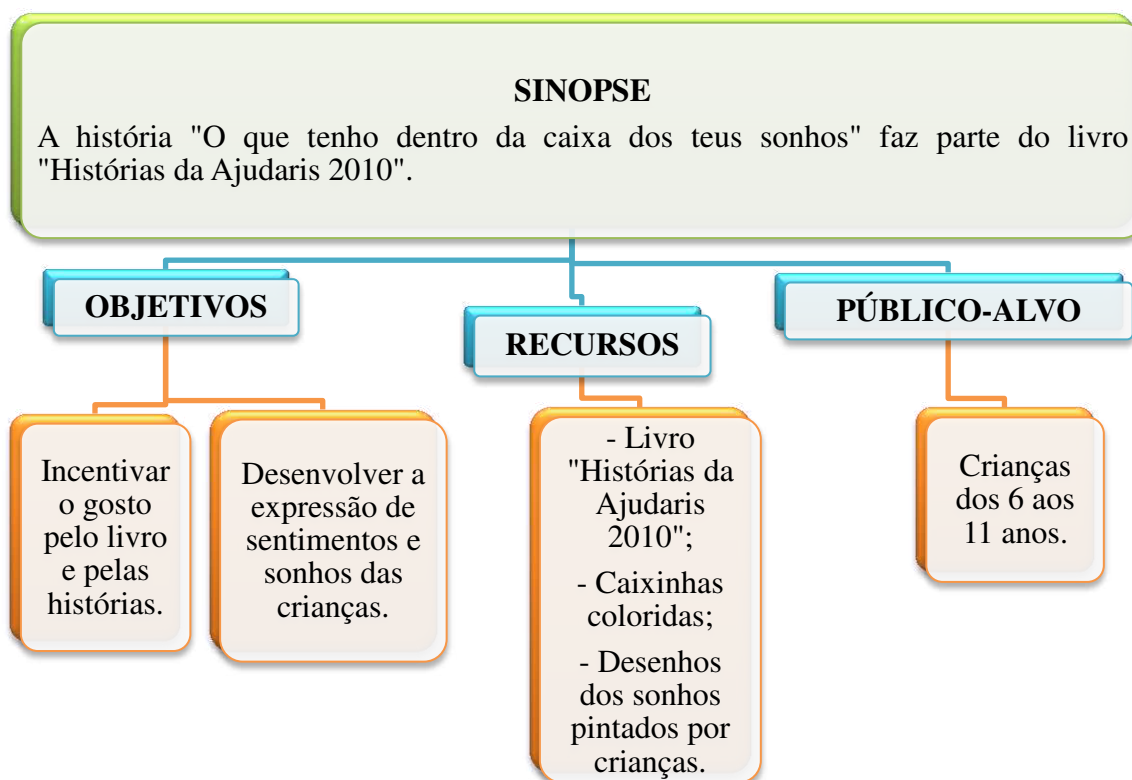 SINOPSE
A história "O que tenho dentro da caixa dos teus sonhos" faz parte do livro
"Histórias da Ajudaris 2010".
OBJETIVOS
Incentivar
o gosto
pelo livro
e pelas
histórias.
Desenvolver a
expressão de
sentimentos e
sonhos das
crianças.
RECURSOS
- Livro
"Histórias da
Ajudaris
2010";
- Caixinhas
coloridas;
- Desenhos
dos sonhos
pintados por
crianças.
PÚBLICO-ALVO
Crianças
dos 6 aos
11 anos.